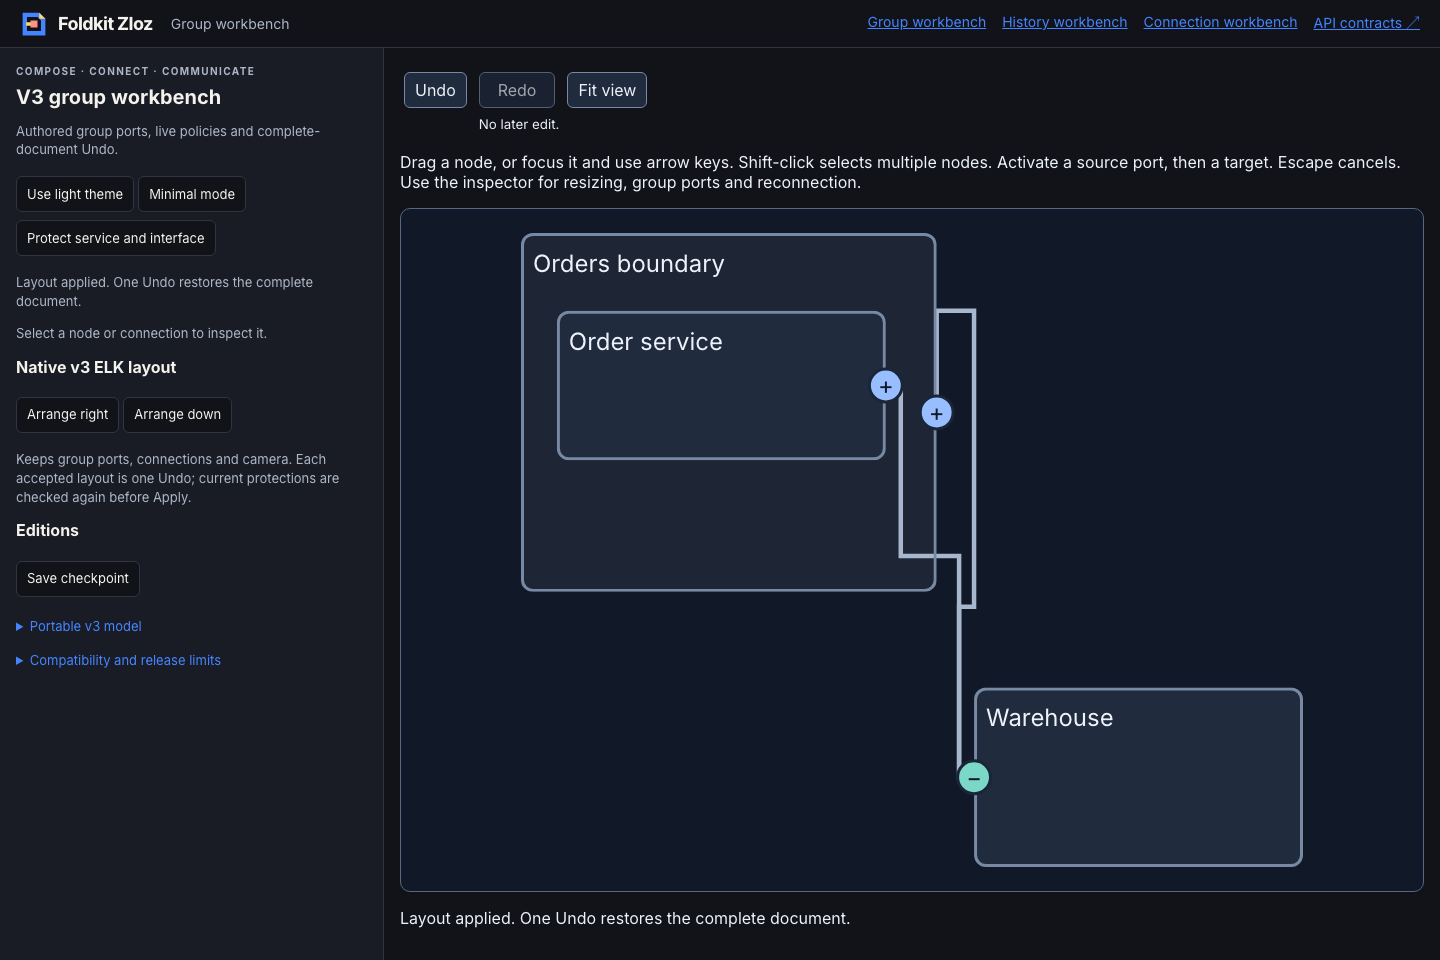 Foldkit Zloz
Group workbench
Group workbench
History workbench
Connection workbench
API contracts ↗
COMPOSE · CONNECT · COMMUNICATE
V3 group workbench
Authored group ports, live policies and complete-
document Undo.
Use light theme
Minimal mode
Protect service and interface
Layout applied. One Undo restores the complete
document.
Select a node or connection to inspect it.
Native v3 ELK layout
Arrange right
Arrange down
Keeps group ports, connections and camera. Each
accepted layout is one Undo; current protections are
checked again before Apply.
Editions
Save checkpoint
▶ Portable v3 model
▶ Compatibility and release limits
Undo
Redo
Fit view
No later edit.
Drag a node, or focus it and use arrow keys. Shift-click selects multiple nodes. Activate a source port, then a target. Escape cancels.
Use the inspector for resizing, group ports and reconnection.
Orders boundary
Order service
+
+
Warehouse
−
Layout applied. One Undo restores the complete document.